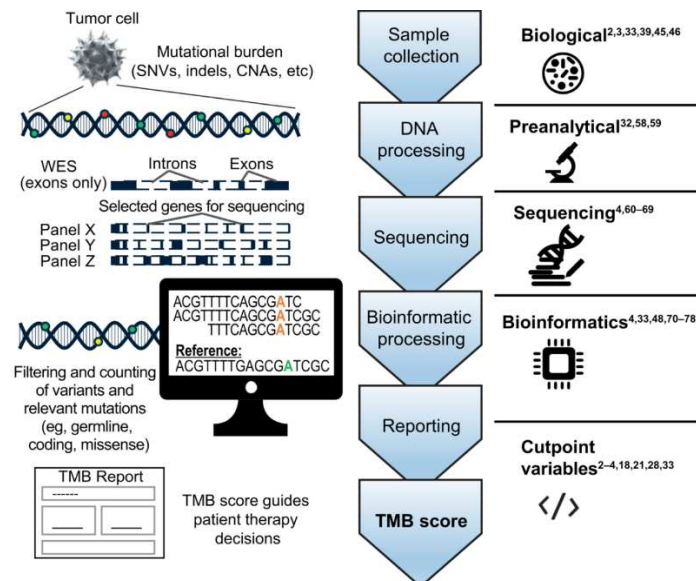 Tumor cell
Mutational burden
(SNVs, indels, CNAs, etc)
WES
(exons only)
Introns
Exons
Selected genes for sequencing
Panel X
Panel Y
Panel Z
ACGTTTTCAGCGATC
ACGTTTTCAGCGATCGC
TTTCAGCGATCGC
Reference:
ACGTTTTGAGCGATCGC
Filtering and counting
of variants and
relevant mutations
(eg, germline,
coding, missense)
TMB Report
------
TMB score guides
patient therapy
decisions
Sample
collection
DNA
processing
Sequencing
Bioinformatic
processing
Reporting
TMB score
Biological2,3,33,39,45,46
Preanalytical32,58,59
Sequencing4,60–69
Bioinformatics4,33,48,70–78
Cutpoint
variables2–4,18,21,28,33
</>